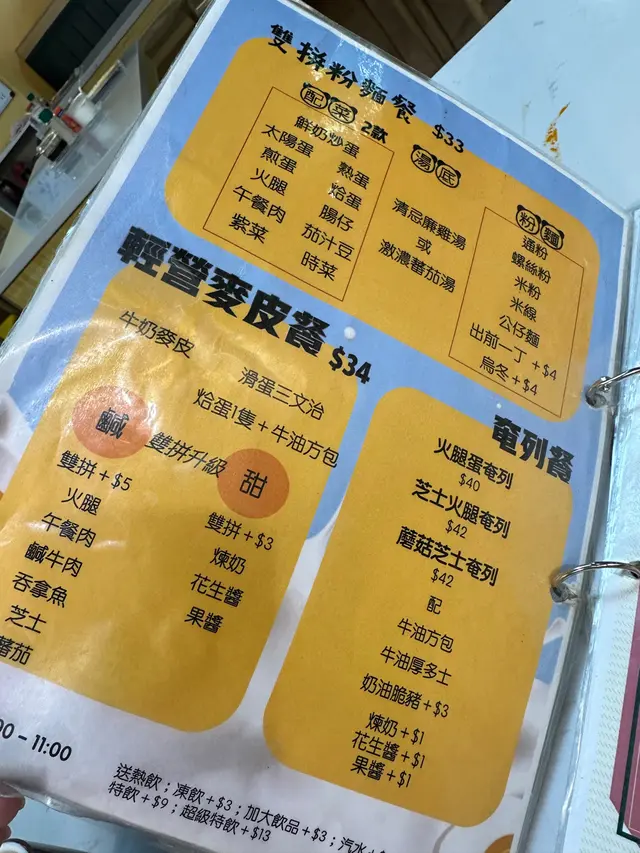 雙拼粉麵餐 $33
配菜 2款
鮮奶炒蛋
太陽蛋 熟蛋
煎蛋 烚蛋
火腿 腸仔
午餐肉 茄汁豆
紫菜 時菜
湯底
清忌廉雞湯
或
激濃蕃茄湯
粉麵
通粉
螺絲粉
米粉
米線
公仔麵
出前一丁+$4
烏冬+$4
輕營麥皮餐 $34
牛奶麥皮
滑蛋三文治
烚蛋1隻+牛油方包
雙拼升級
鹹
雙拼+$5
火腿
午餐肉
鹹牛肉
吞拿魚
芝士
蕃茄
甜
雙拼+$3
煉奶
花生醬
果醬
奄列餐
火腿蛋奄列
$40
芝士火腿奄列
$42
蘑菇芝士奄列
$42
配
牛油方包
牛油厚多士
奶油脆豬+$3
煉奶+$1
花生醬+$1
果醬+$1
00 - 11:00
送熱飲；凍飲+$3；加大飲品+$3；汽水+
特飲+$9；超級特飲+$13